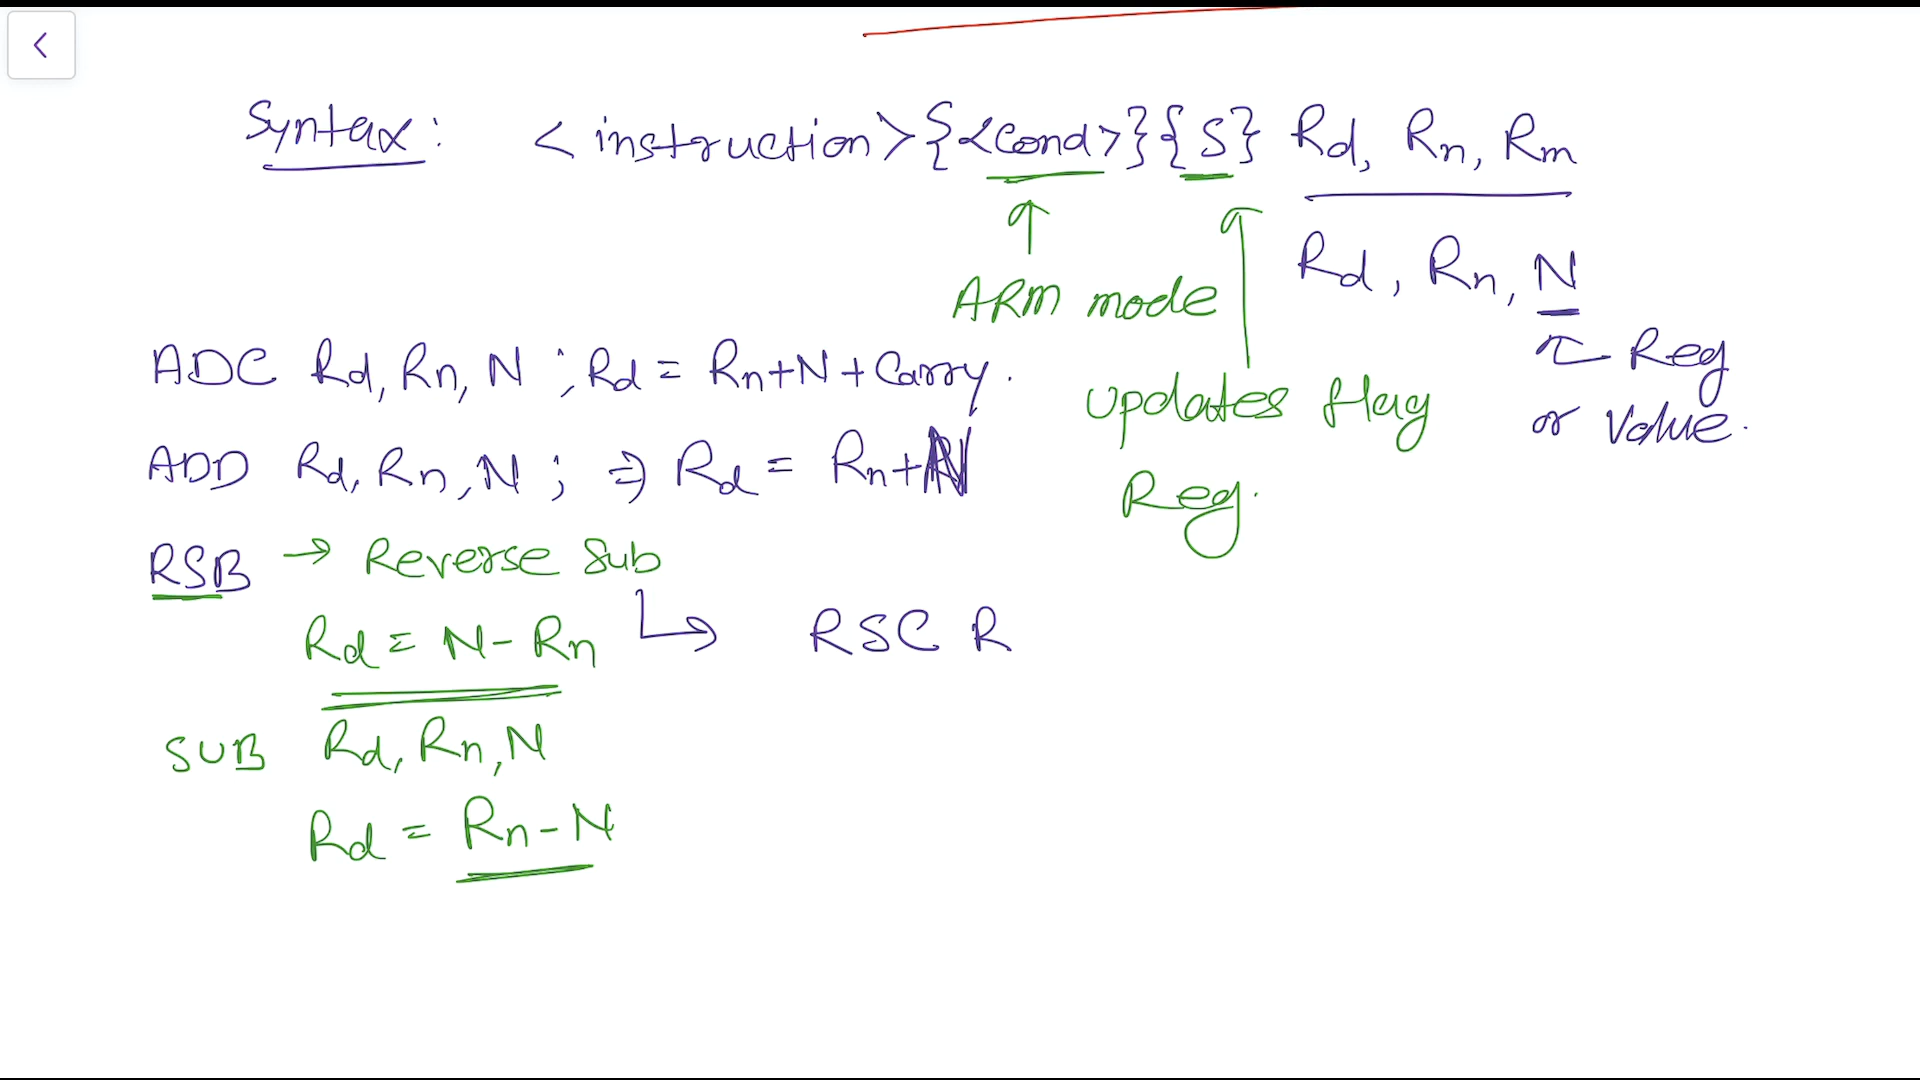 Syntax: <instruction>{<cond>}{S} Rd, Rn, Rm
Rd, Rn, N
ARM mode
Reg
or Value.
updates flag
Reg.
ADC Rd, Rn, N ; Rd = Rn+N+Carry.
ADD Rd, Rn, N ; ⇒ Rd = Rn+N
RSB → Reverse Sub
Rd = N-Rn ↳ RSC R
SUB Rd, Rn, N
Rd = Rn-N